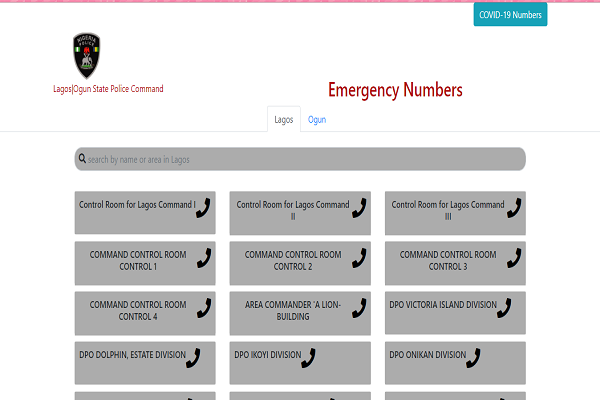 COVID-19 Numbers
NIGERIA
POLICE
Lagos|Ogun State Police Command
Emergency Numbers
Lagos
Ogun
search by name or area in Lagos
Control Room for Lagos Command I
Control Room for Lagos Command
II
Control Room for Lagos Command
III
COMMAND CONTROL ROOM
CONTROL 1
COMMAND CONTROL ROOM
CONTROL 2
COMMAND CONTROL ROOM
CONTROL 3
COMMAND CONTROL ROOM
CONTROL 4
AREA COMMANDER `A LION-
BUILDING
DPO VICTORIA ISLAND DIVISION
DPO DOLPHIN, ESTATE DIVISION
DPO IKOYI DIVISION
DPO ONIKAN DIVISION